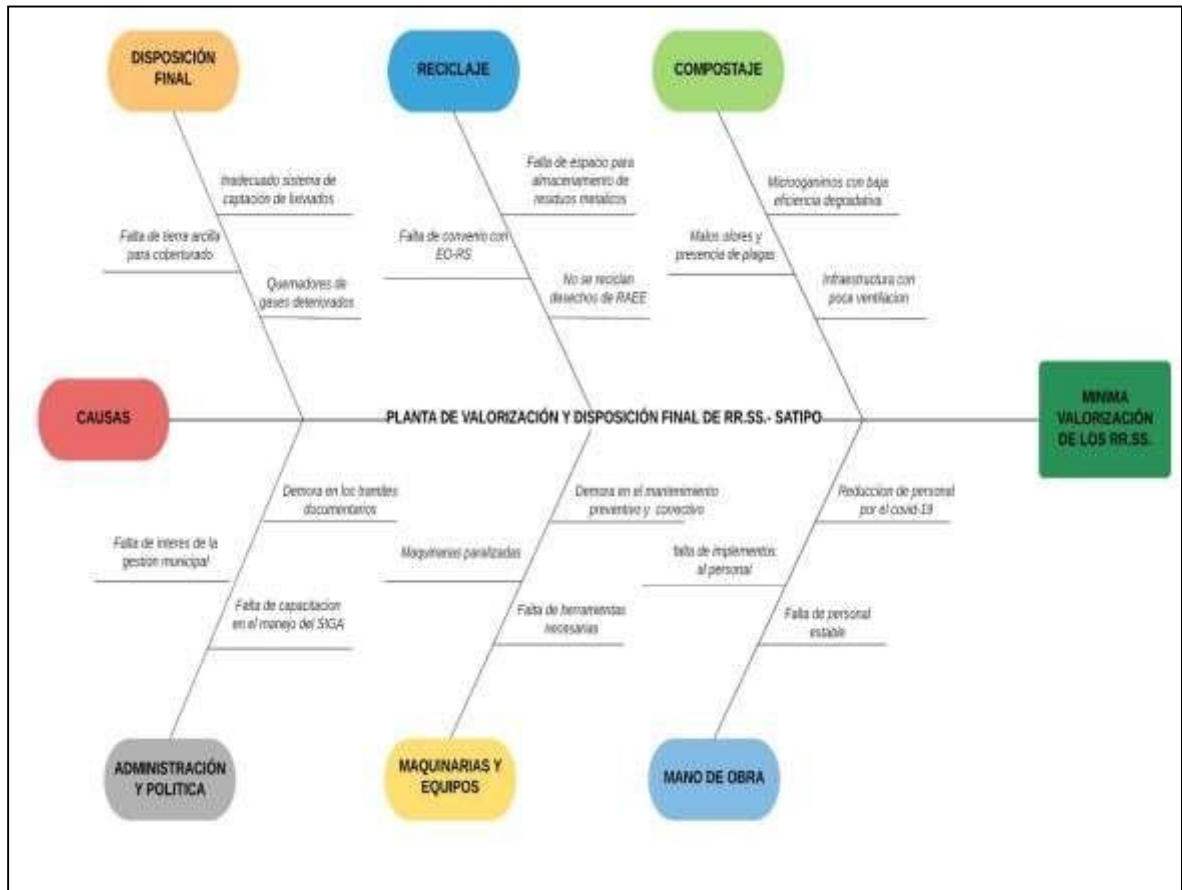 DISPOSICIÓN
FINAL
RECICLAJE
COMPOSTAJE
Inadecuado sistema de
captación de lixiviados
Falta de tierra arcilla
para coberturado
Quemadores de
gases deteriorados
Falta de espacio para
almacenamiento de
residuos metalicos
Falta de convenio con
EO-RS
No se reciclan
desechos de RAEE
Microoganimos con baja
eficiencia degradativa
Malos olores y
presencia de plagas
Infraestructura con
poca ventilacion
CAUSAS
PLANTA DE VALORIZACIÓN Y DISPOSICIÓN FINAL DE RR.SS.- SATIPO
MINIMA
VALORIZACIÓN
DE LOS RR.SS.
Demora en los tramites
documentarios
Falta de interes de la
gestion municipal
Falta de capacitacion
en el manejo del SIGA
Demora en el mantenimiento
preventivo y correctivo
Maquinarias paralizadas
Falta de herramientas
necesarias
Reduccion de personal
por el covid-19
falta de implementos
al personal
Falta de personal
estable
ADMINISTRACIÓN
Y POLITICA
MAQUINARIAS Y
EQUIPOS
MANO DE OBRA